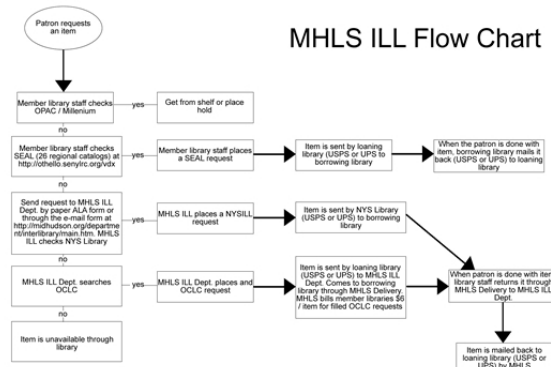 Patron requests
an item
MHLS ILL Flow Chart
Member library staff checks
OPAC / Millenium
yes
Get from shelf or place
hold
no
Member library staff checks
SEAL (26 regional catalogs) at
http://othello.senylrc.org/vdx
yes
Member library staff places
a SEAL request
Item is sent by loaning
library (USPS or UPS to
borrowing library
When the patron is done with
item, borrowing library mails it
back (USPS or UPS) to loaning
library
no
Send request to MHLS ILL
Dept. by paper ALA form or
through the e-mail form at
http://midhudson.org/departme
nt/interlibrary/main.htm. MHLS
ILL checks NYS Library
yes
MHLS ILL places a NYSILL
request
Item is sent by NYS Library
(USPS or UPS) to borrowing
library
no
MHLS ILL Dept. searches
OCLC
yes
MHLS ILL Dept. places and
OCLC request
Item is sent by loaning library
(USPS or UPS) to MHLS ILL
Dept. Comes to borrowing
library through MHLS Delivery.
MHLS bills member libraries $6
/ item for filled OCLC requests
When patron is done with item
library staff returns it through
MHLS Delivery to MHLS ILL
Dept.
no
Item is unavailable through
library
Item is mailed back to
loaning library (USPS or
UPS) by MHLS